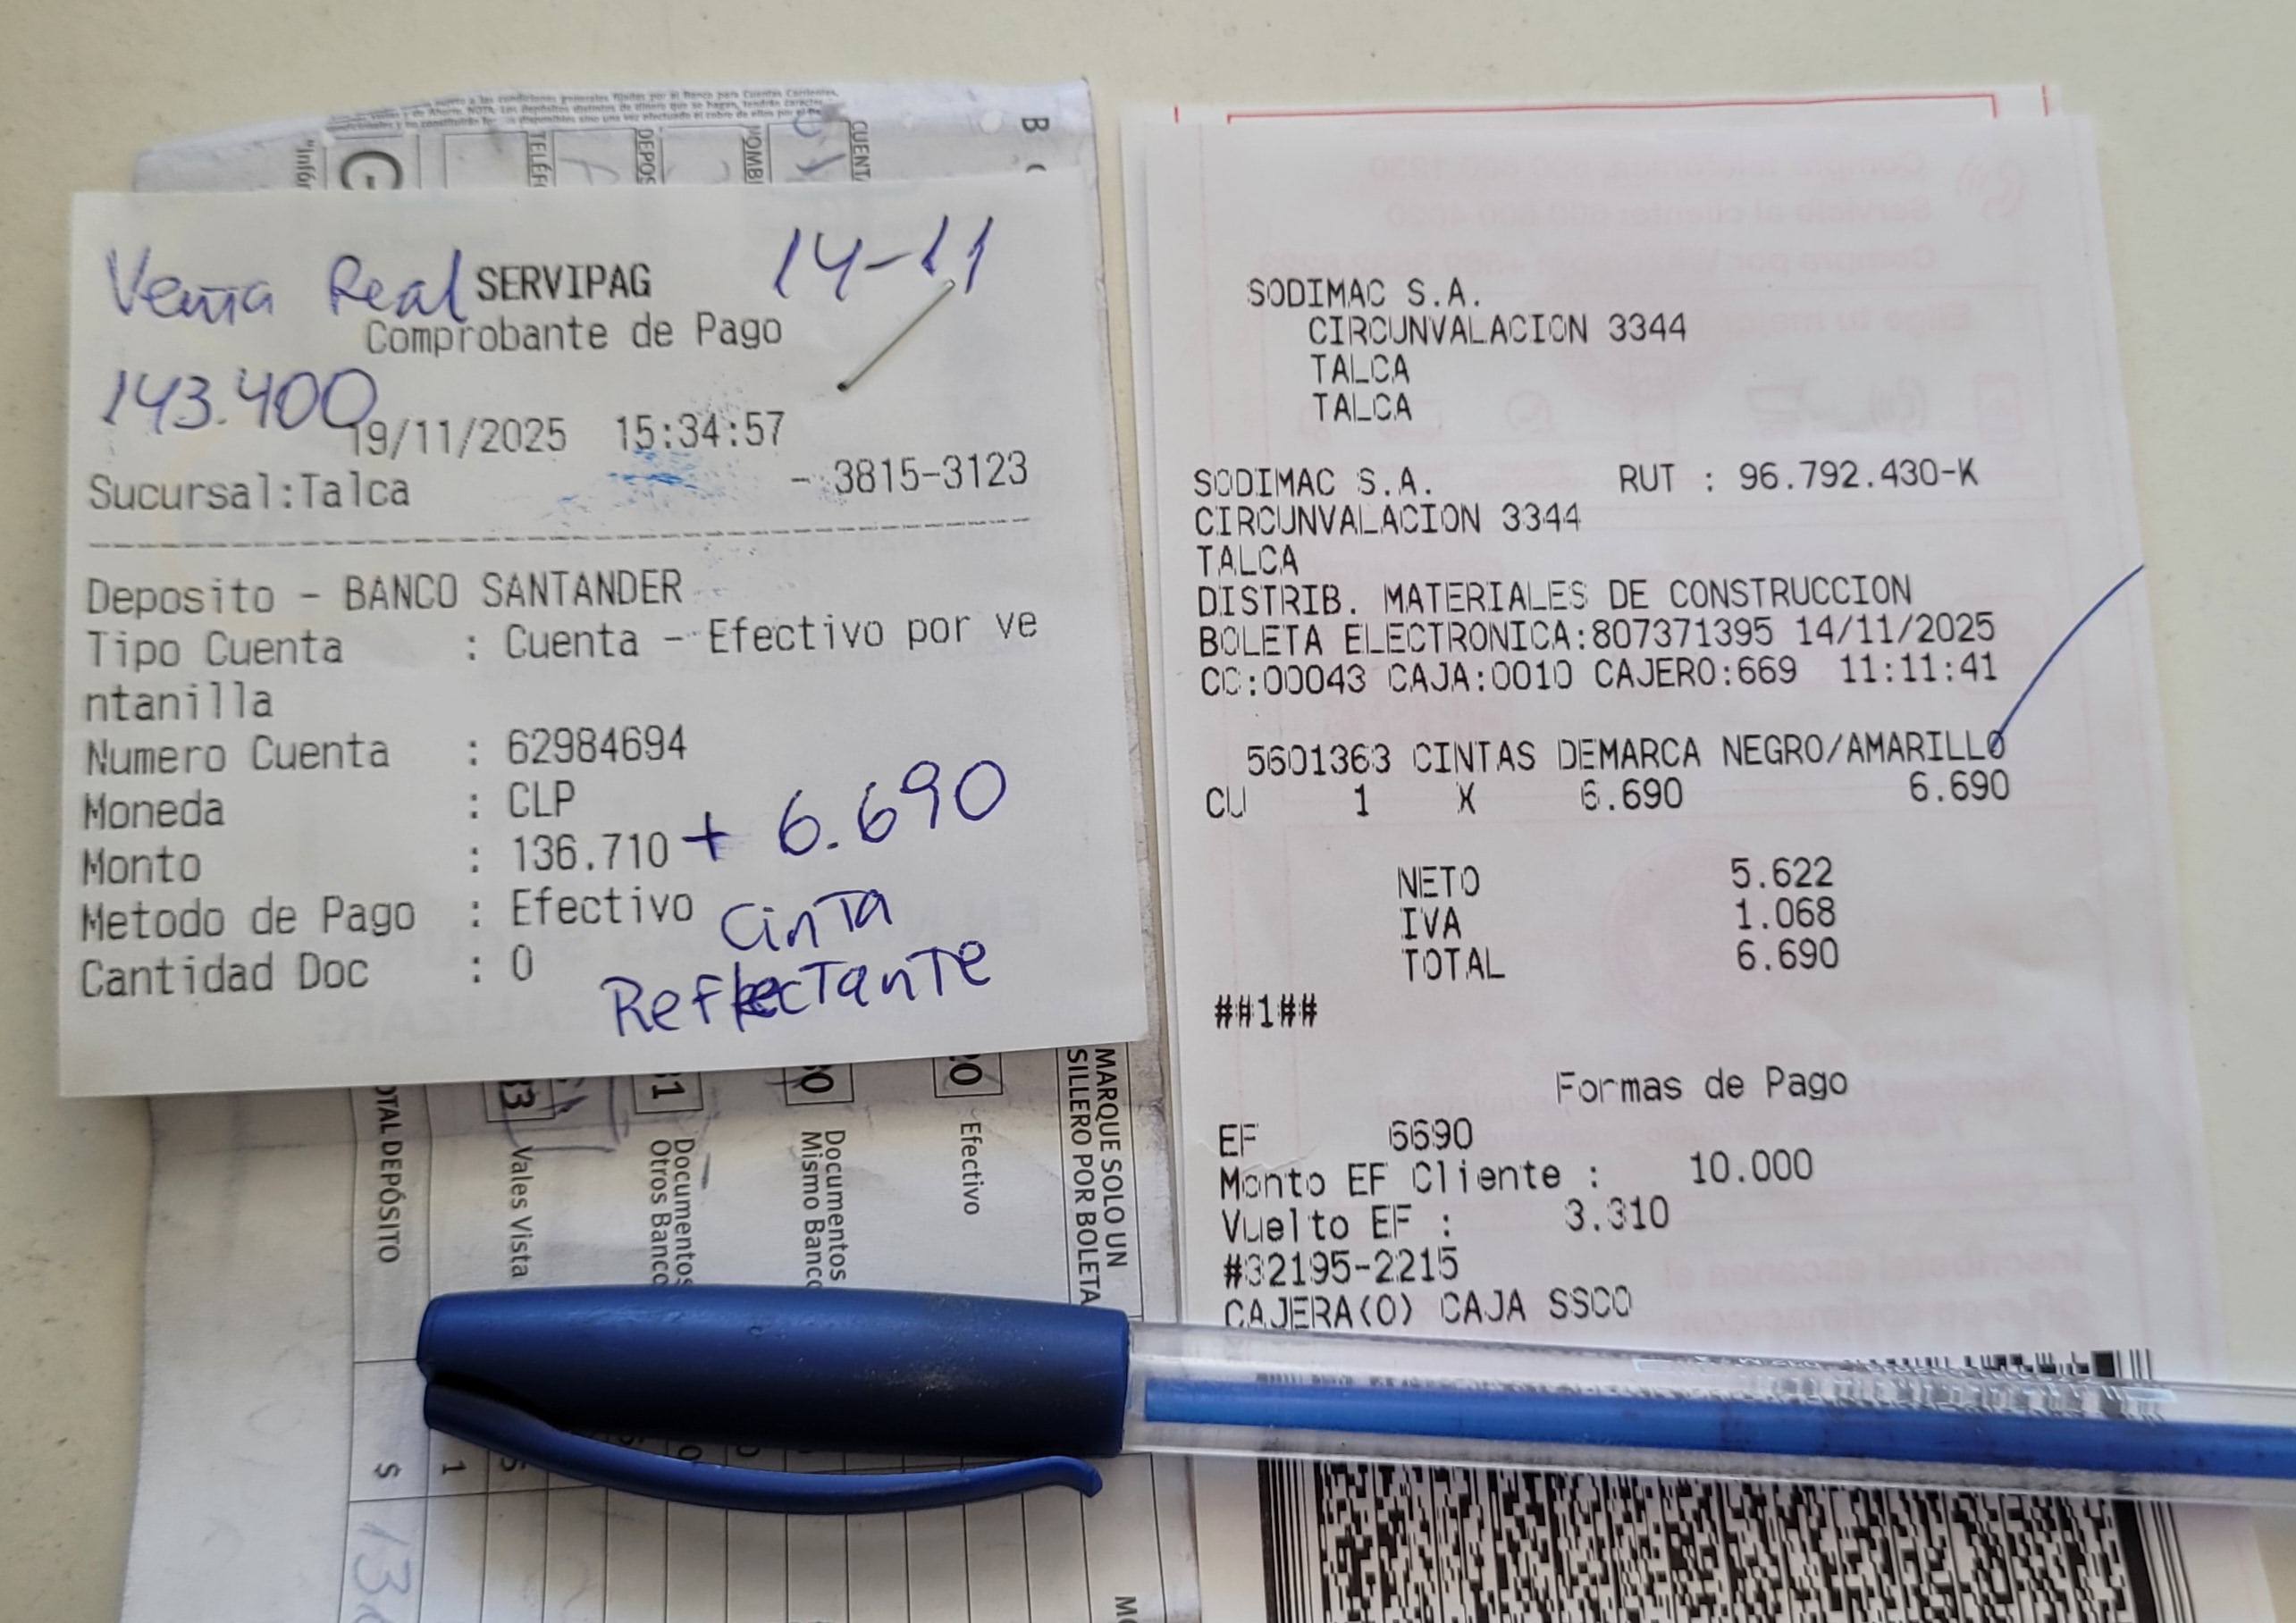 Venta Real SERVIPAG 14-11
Comprobante de Pago
143.400
19/11/2025 15:34:57
Sucursal:Talca - 3815-3123
Deposito - BANCO SANTANDER
Tipo Cuenta : Cuenta - Efectivo por ve
ntanilla
Numero Cuenta : 62984694
Moneda : CLP
Monto : 136.710 + 6.690
Metodo de Pago : Efectivo Cinta
Cantidad Doc : 0 Reflectante
CUENT
NOMBR
DEPOS
TELÉF
"Infór
MARQUE SOLO UN
SILLERO POR BOLETA
Efectivo
Documentos
Mismo Banco
Documentos
Otros Banco
Vales Vista
OTAL DEPÓSITO
$
SODIMAC S.A.
CIRCUNVALACION 3344
TALCA
TALCA
SODIMAC S.A. RUT : 96.792.430-K
CIRCUNVALACION 3344
TALCA
DISTRIB. MATERIALES DE CONSTRUCCION
BOLETA ELECTRONICA:807371395 14/11/2025
CC:00043 CAJA:0010 CAJERO:669 11:11:41
5601363 CINTAS DEMARCA NEGRO/AMARILLO
CU 1 X 6.690 6.690
NETO 5.622
IVA 1.068
TOTAL 6.690
##1##
Formas de Pago
EF 6690
Monto EF Cliente : 10.000
Vuelto EF : 3.310
#32195-2215
CAJERA(O) CAJA SSCO